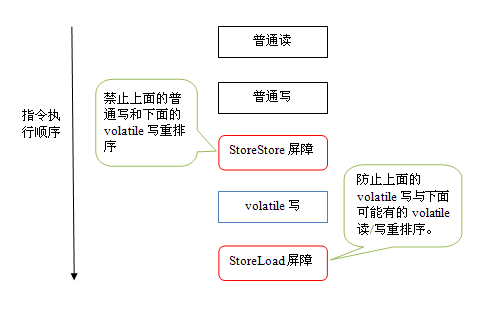 普通读
普通写
指令执
行顺序
禁止上面的普
通写和下面的
volatile 写重排
序
StoreStore 屏障
volatile 写
防止上面的
volatile 写与下面
可能有的 volatile
读/写重排序。
StoreLoad 屏障